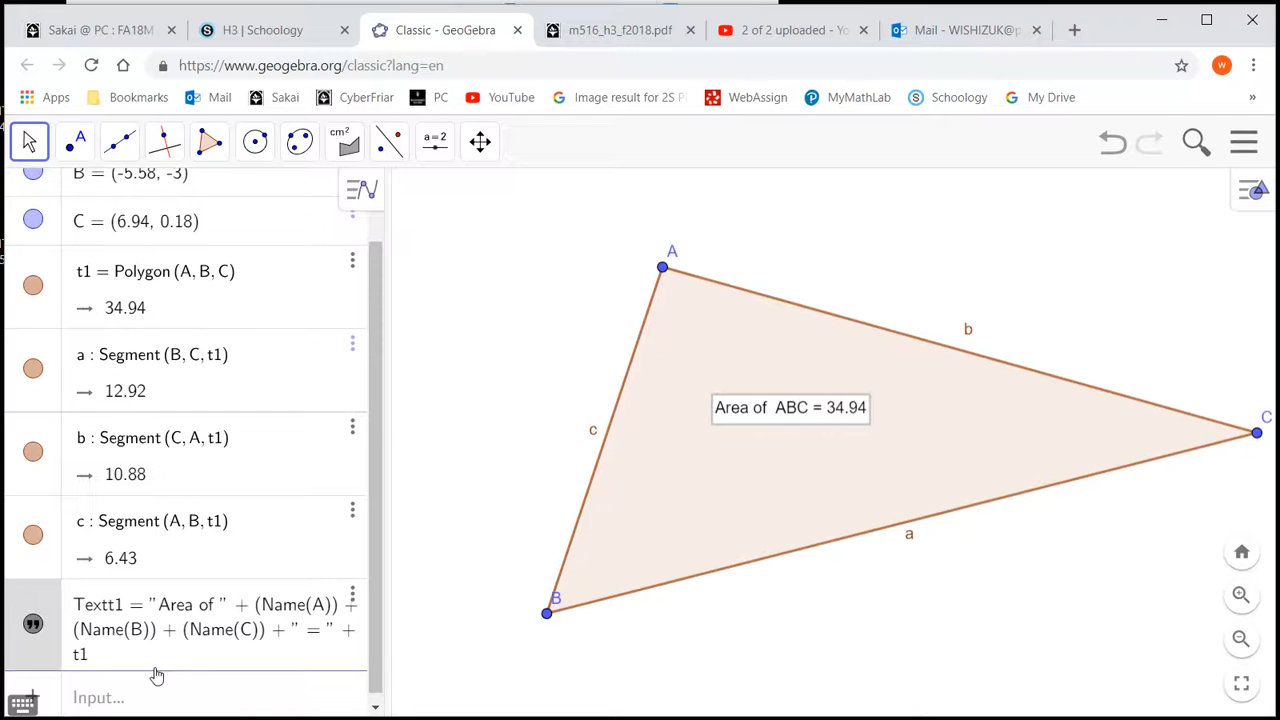 Sakai @ PC : FA18M
H3 | Schoology
Classic - GeoGebra
m516_h3_f2018.pdf
2 of 2 uploaded - Yo
Mail - WISHIZUK@p
https://www.geogebra.org/classic?lang=en
w
Apps
Bookmarks
Mail
Sakai
CyberFriar
PC
YouTube
Image result for 2S P
WebAssign
MyMathLab
Schoology
My Drive
»
A
cm²
a=2
B = (-5.58, -3)
C = (6.94, 0.18)
t1 = Polygon (A, B, C)
→ 34.94
a : Segment (B, C, t1)
→ 12.92
b : Segment (C, A, t1)
→ 10.88
c : Segment (A, B, t1)
→ 6.43
Textt1 = "Area of " + (Name(A)) +
(Name(B)) + (Name(C)) + " = " +
t1
Input...
A
b
Area of ABC = 34.94
C
c
a
B